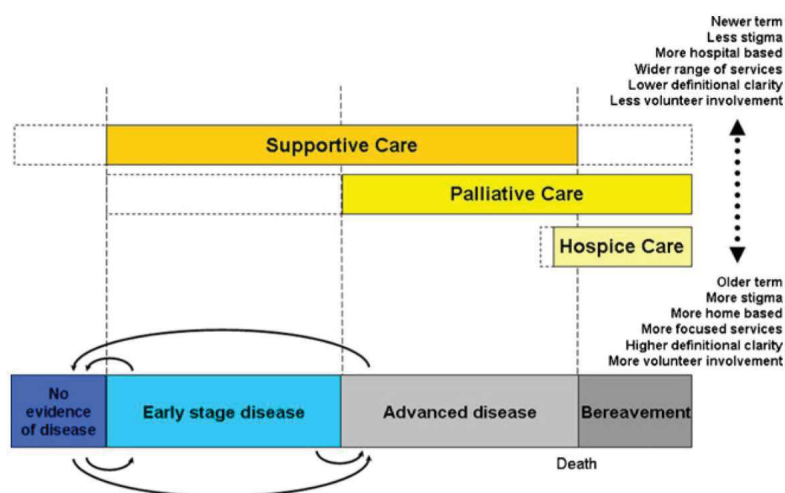 Newer term
Less stigma
More hospital based
Wider range of services
Lower definitional clarity
Less volunteer involvement
Supportive Care
Palliative Care
Hospice Care
Older term
More stigma
More home based
More focused services
Higher definitional clarity
More volunteer involvement
No
evidence
of disease
Early stage disease
Advanced disease
Bereavement
Death